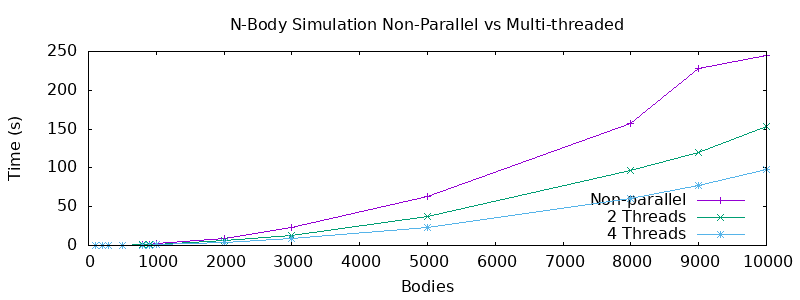 N-Body Simulation Non-Parallel vs Multi-threaded
250
200
150
100
50
0
Time (s)
Non-parallel
2 Threads
4 Threads
0 1000 2000 3000 4000 5000 6000 7000 8000 9000 10000
Bodies